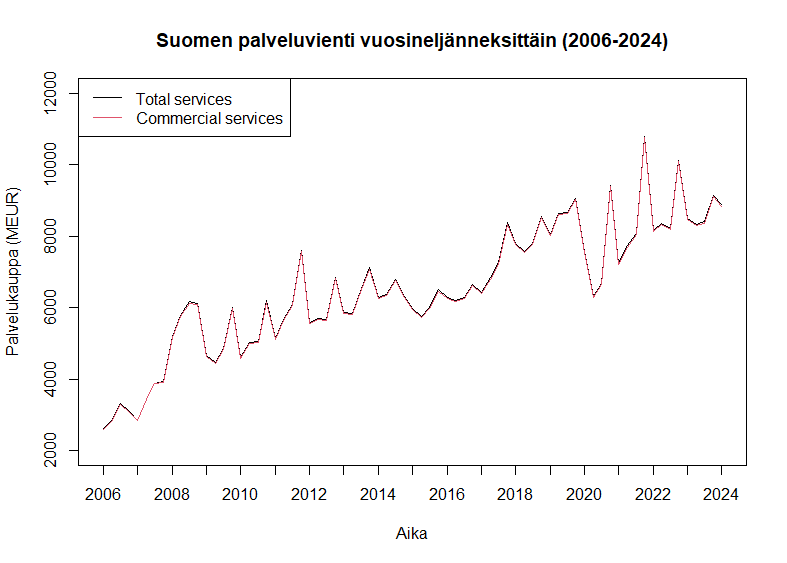 Suomen palveluvienti vuosineljänneksittäin (2006-2024)
Total services
Commercial services
Palvelukauppa (MEUR)
12000
10000
8000
6000
4000
2000
2006 2008 2010 2012 2014 2016 2018 2020 2022 2024
Aika